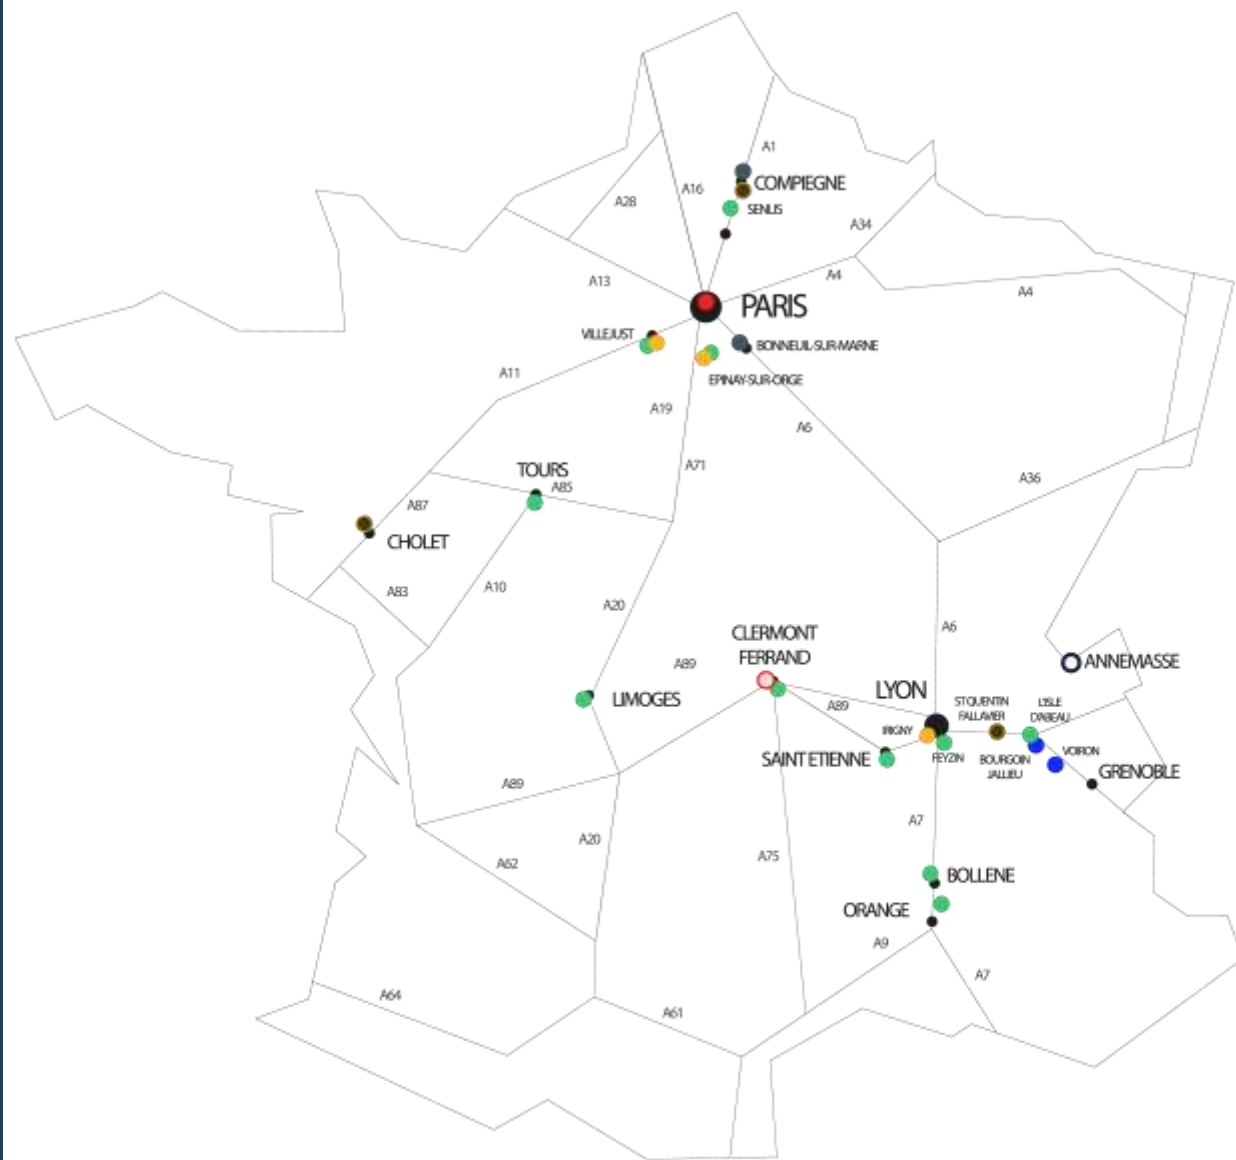 A1
COMPIEGNE
A16
A28
SENLIS
A34
A4
A13
A4
PARIS
VILLEJUST
BONNEUIL-SUR-MARNE
A11
EPINAY-SUR-ORGE
A19
A6
A71
TOURS
A85
A36
A87
CHOLET
A83
A10
A20
A6
CLERMONT
FERRAND
A89
ANNEMASSE
LYON
LIMOGES
A89
ST QUENTIN
FALLAVIER
L'ISLE
D'ABEAU
IRIGNY
SAINT ETIENNE
FEYZIN
BOURGOIN
JALLIEU
VOIRON
GRENOBLE
A89
A7
A20
A62
A75
BOLLENE
ORANGE
A9
A7
A64
A61